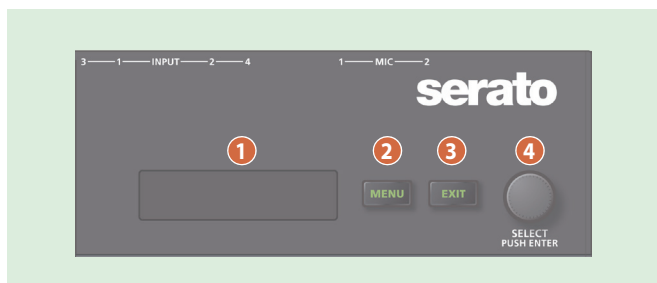 3 1 INPUT 2 4 1 MIC 2
serato
1 2 3 4
MENU EXIT
SELECT
PUSH ENTER